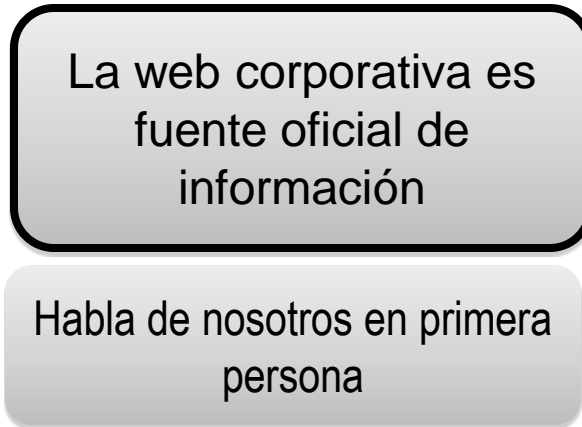 La web corporativa es
fuente oficial de
información
Habla de nosotros en primera
persona